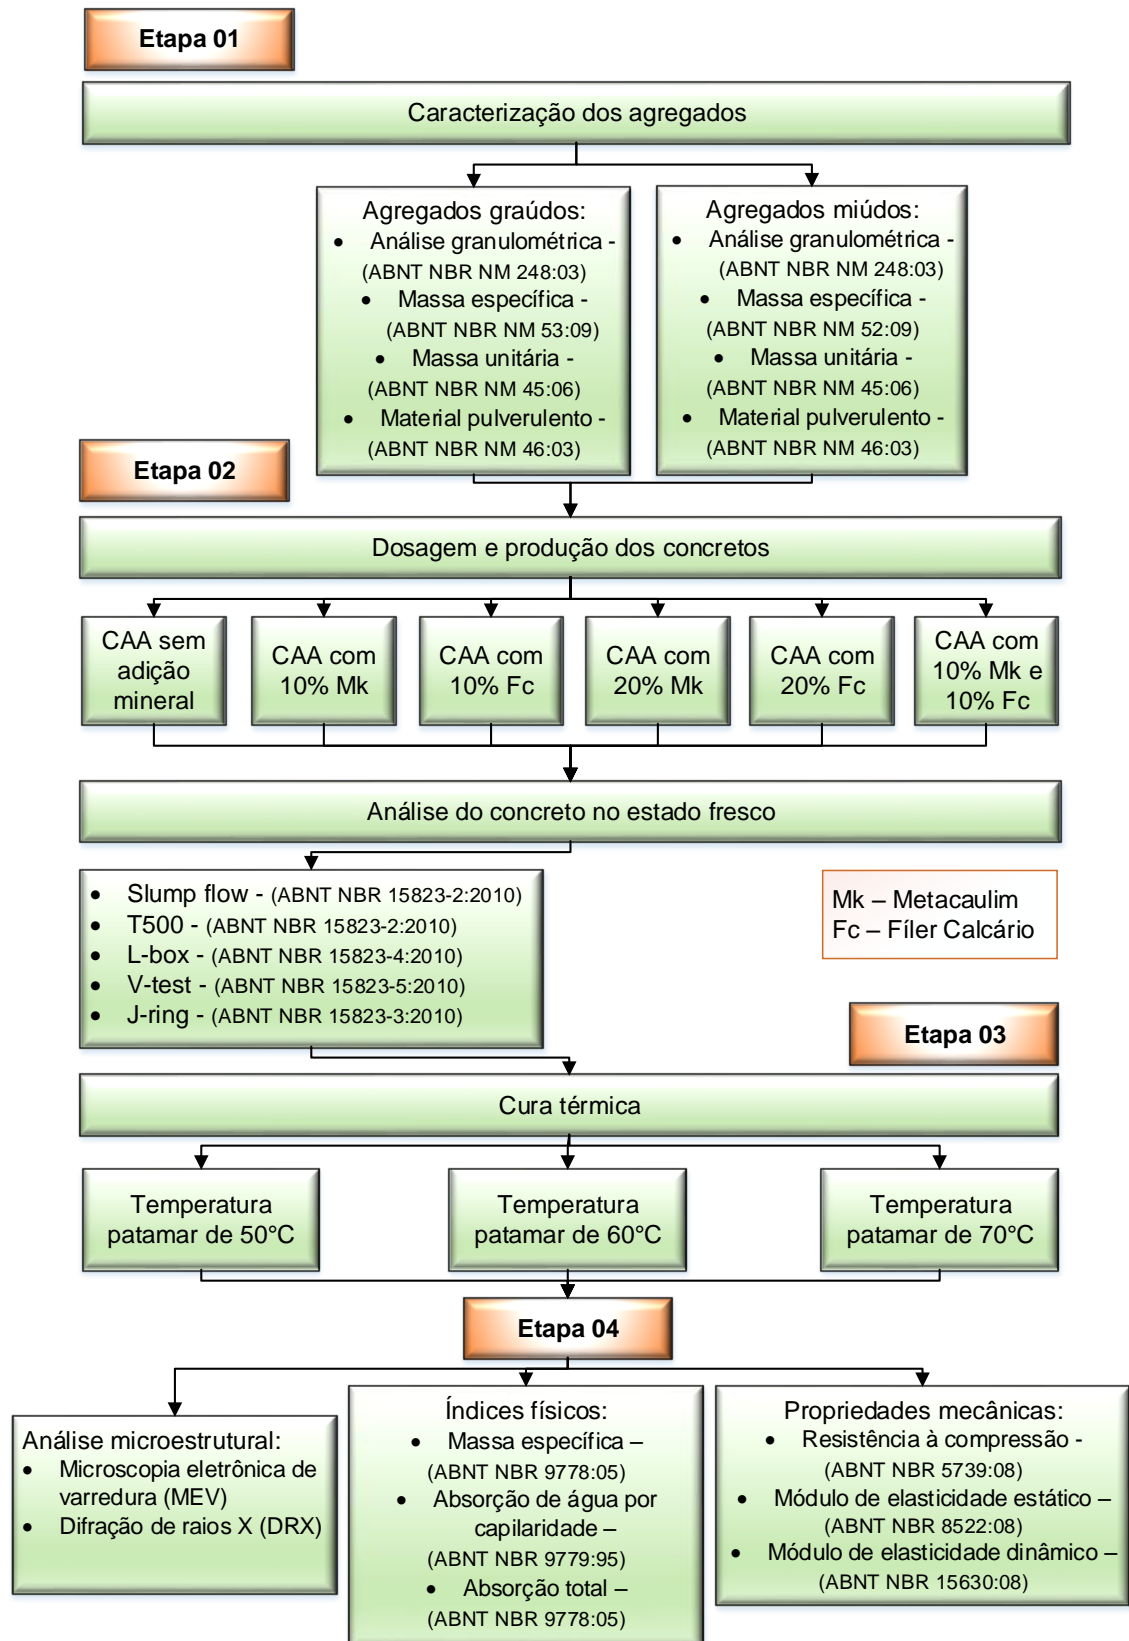 Etapa 01
Caracterização dos agregados
Agregados graúdos:
• Análise granulométrica -
(ABNT NBR NM 248:03)
• Massa específica -
(ABNT NBR NM 53:09)
• Massa unitária -
(ABNT NBR NM 45:06)
• Material pulverulento -
(ABNT NBR NM 46:03)
Agregados miúdos:
• Análise granulométrica -
(ABNT NBR NM 248:03)
• Massa específica -
(ABNT NBR NM 52:09)
• Massa unitária -
(ABNT NBR NM 45:06)
• Material pulverulento -
(ABNT NBR NM 46:03)
Etapa 02
Dosagem e produção dos concretos
CAA sem
adição
mineral
CAA com
10% Mk
CAA com
10% Fc
CAA com
20% Mk
CAA com
20% Fc
CAA com
10% Mk e
10% Fc
Análise do concreto no estado fresco
• Slump flow - (ABNT NBR 15823-2:2010)
• T500 - (ABNT NBR 15823-2:2010)
• L-box - (ABNT NBR 15823-4:2010)
• V-test - (ABNT NBR 15823-5:2010)
• J-ring - (ABNT NBR 15823-3:2010)
Mk – Metacaulim
Fc – Fíler Calcário
Etapa 03
Cura térmica
Temperatura
patamar de 50°C
Temperatura
patamar de 60°C
Temperatura
patamar de 70°C
Etapa 04
Análise microestrutural:
• Microscopia eletrônica de
varredura (MEV)
• Difração de raios X (DRX)
Índices físicos:
• Massa específica –
(ABNT NBR 9778:05)
• Absorção de água por
capilaridade –
(ABNT NBR 9779:95)
• Absorção total –
(ABNT NBR 9778:05)
Propriedades mecânicas:
• Resistência à compressão -
(ABNT NBR 5739:08)
• Módulo de elasticidade estático –
(ABNT NBR 8522:08)
• Módulo de elasticidade dinâmico –
(ABNT NBR 15630:08)